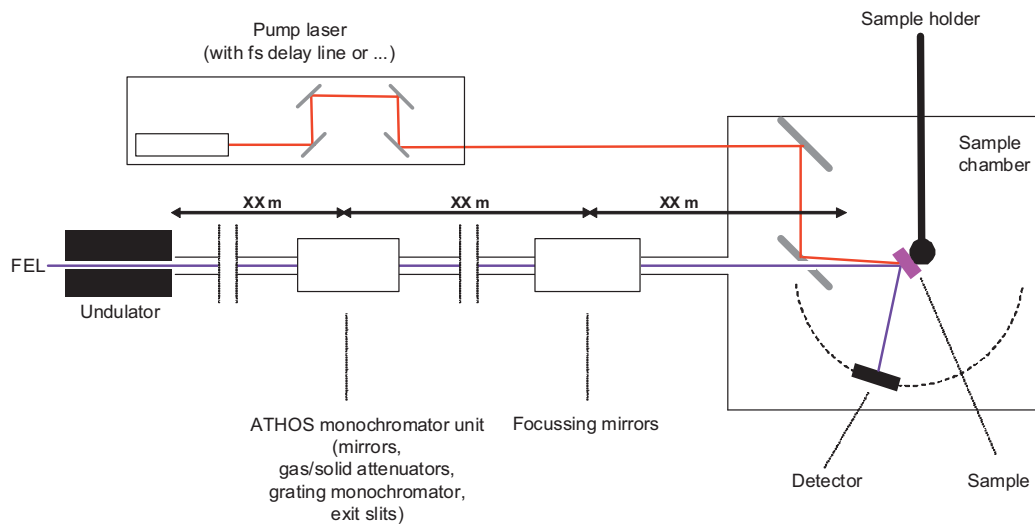 Sample holder
Pump laser
(with fs delay line or ...)
Sample
chamber
XX m
XX m
XX m
FEL
Undulator
ATHOS monochromator unit
(mirrors,
gas/solid attenuators,
grating monochromator,
exit slits)
Focussing mirrors
Detector
Sample